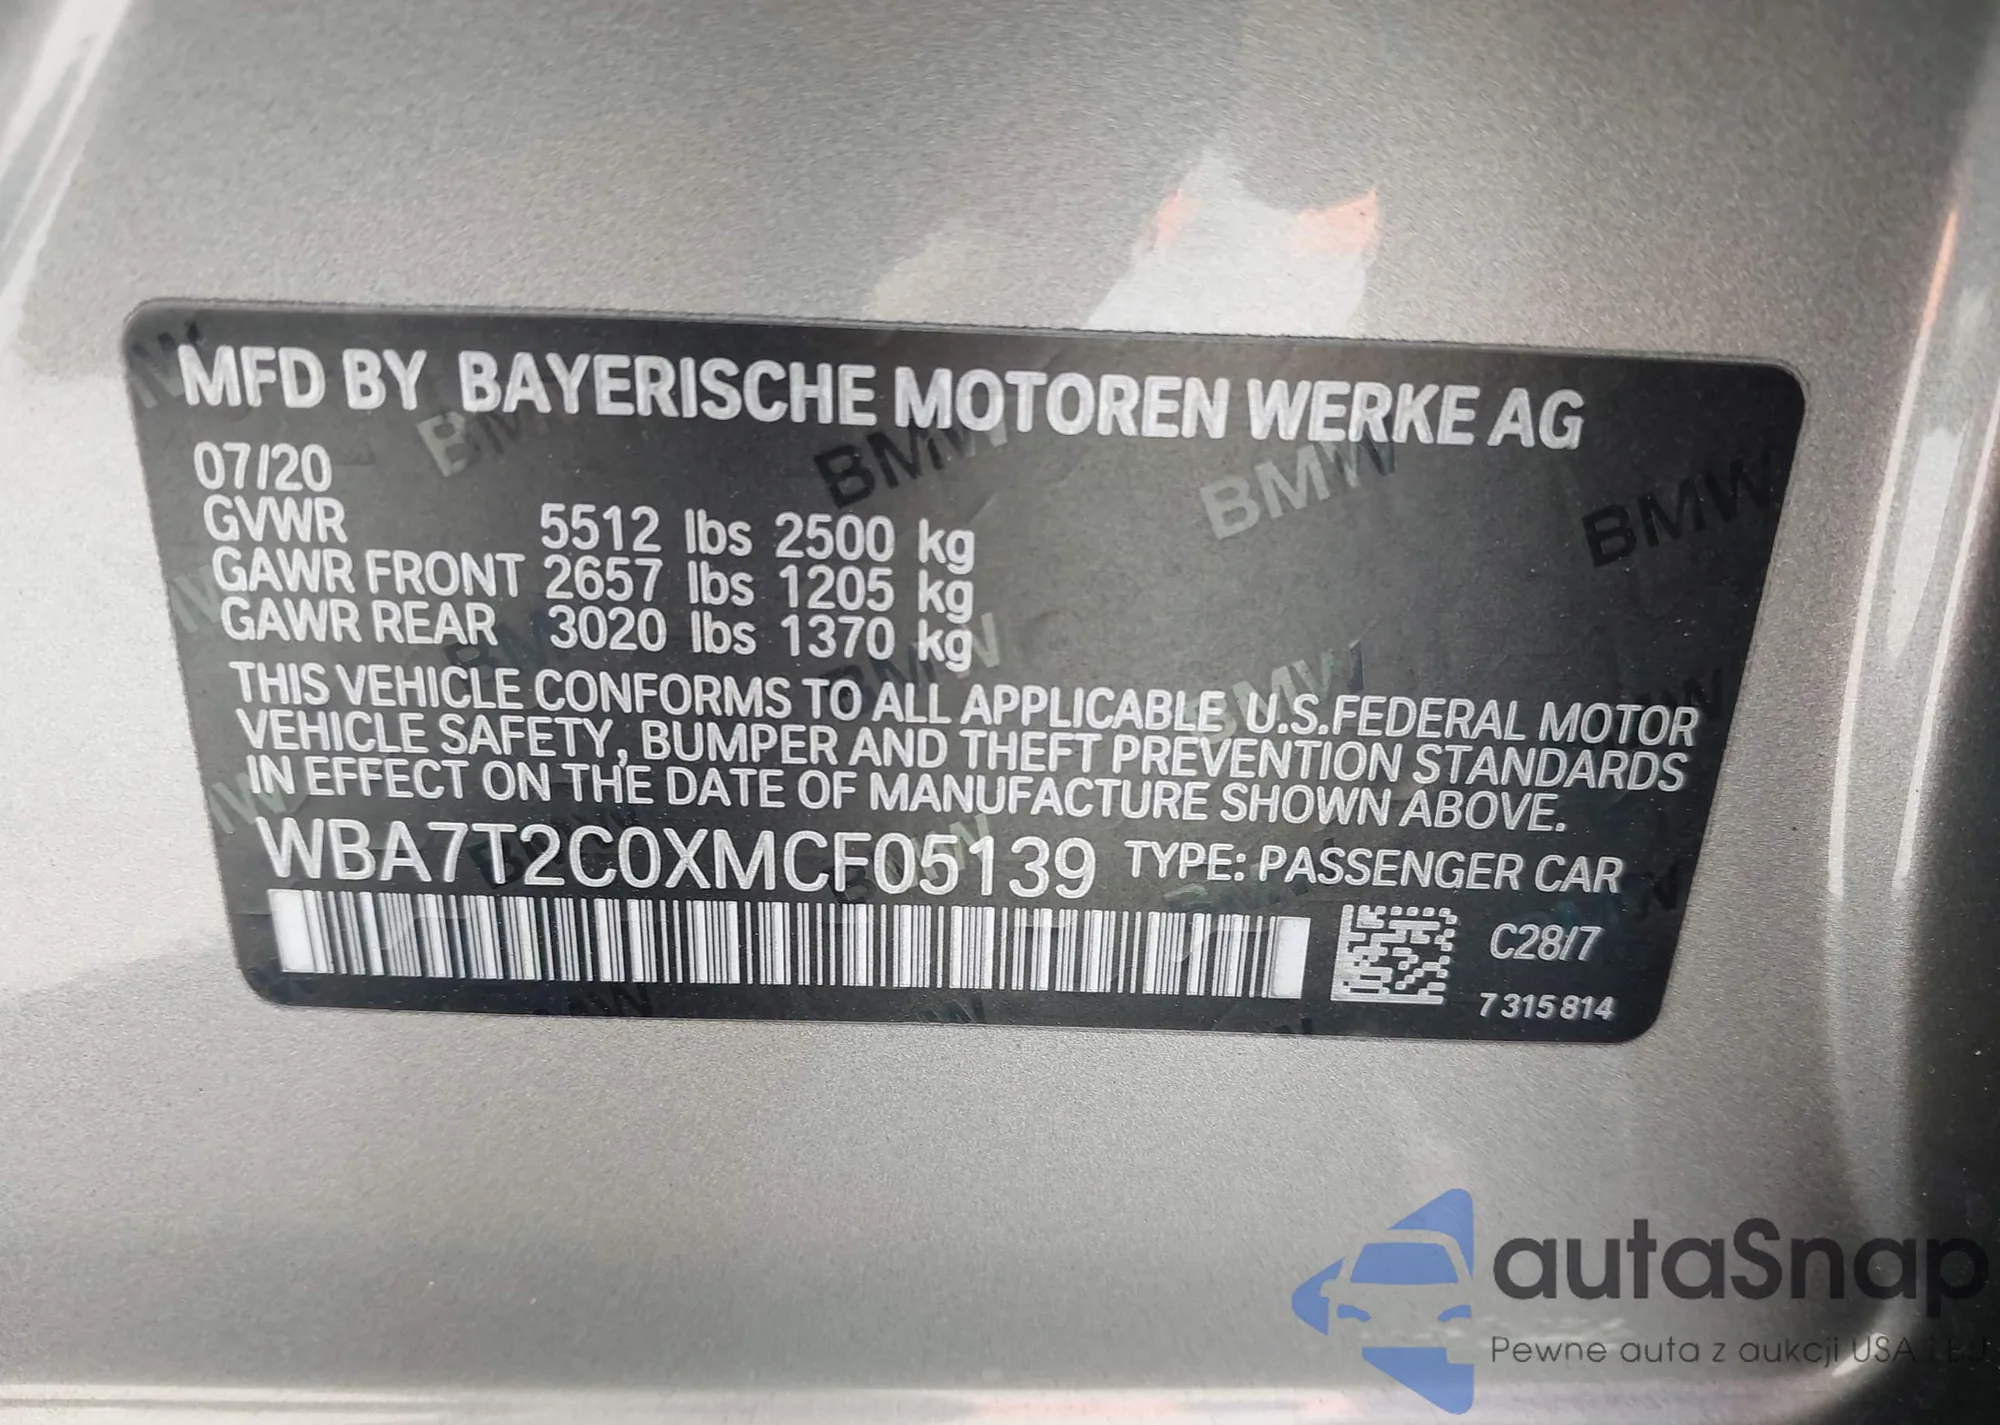 MFD BY BAYERISCHE MOTOREN WERKE AG
07/20
GVWR 5512 lbs 2500 kg
GAWR FRONT 2657 lbs 1205 kg
GAWR REAR 3020 lbs 1370 kg
THIS VEHICLE CONFORMS TO ALL APPLICABLE U.S.FEDERAL MOTOR
VEHICLE SAFETY, BUMPER AND THEFT PREVENTION STANDARDS
IN EFFECT ON THE DATE OF MANUFACTURE SHOWN ABOVE.
WBA7T2C0XMCF05139 TYPE: PASSENGER CAR
C28/7
7 315 814
autaSnap
Pewne auta z aukcji USA i EU